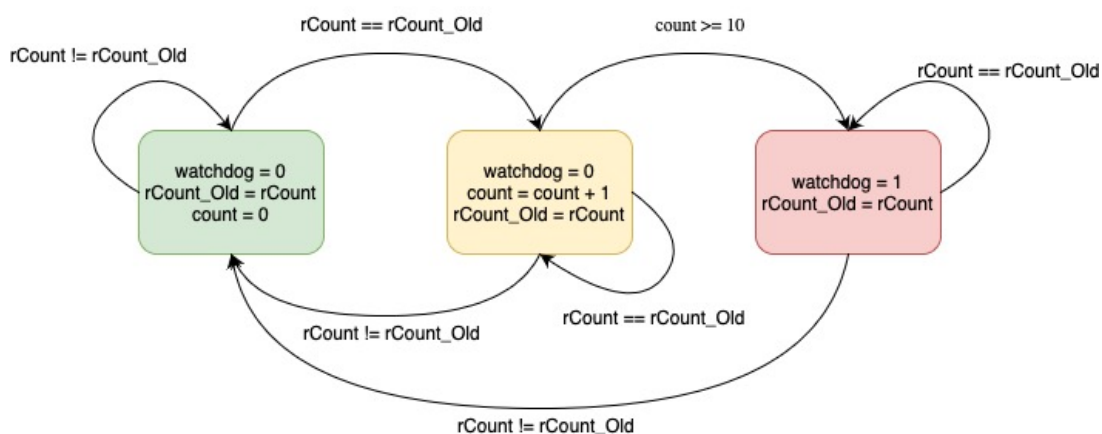 rCount == rCount_Old
count >= 10
rCount != rCount_Old
rCount == rCount_Old
watchdog = 0
rCount_Old = rCount
count = 0
watchdog = 0
count = count + 1
rCount_Old = rCount
watchdog = 1
rCount_Old = rCount
rCount != rCount_Old
rCount == rCount_Old
rCount != rCount_Old